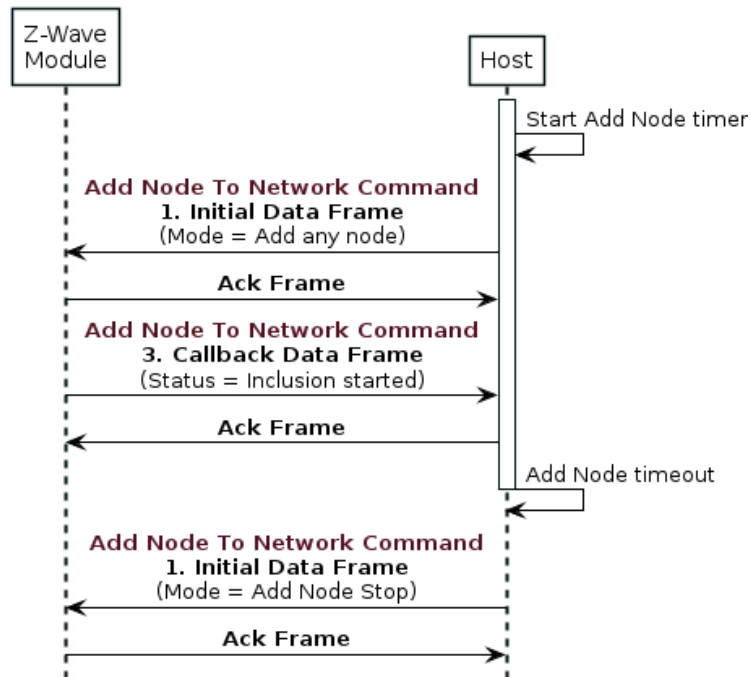 Z-Wave
Module
Host
Start Add Node timer
Add Node To Network Command
1. Initial Data Frame
(Mode = Add any node)
Ack Frame
Add Node To Network Command
3. Callback Data Frame
(Status = Inclusion started)
Ack Frame
Add Node timeout
Add Node To Network Command
1. Initial Data Frame
(Mode = Add Node Stop)
Ack Frame